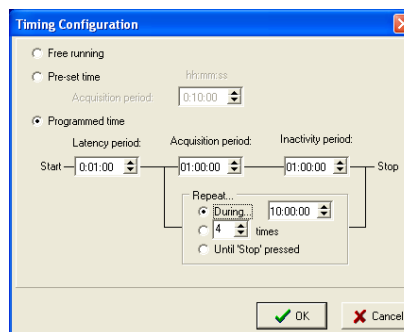 Timing Configuration
Free running
Pre-set time
hh:mm:ss
Acquisition period:
0:10:00
Programmed time
Latency period:
Acquisition period:
Inactivity period:
Start
0:01:00
01:00:00
01:00:00
Stop
Repeat...
During...
10:00:00
4
times
Until 'Stop' pressed
OK
Cancel